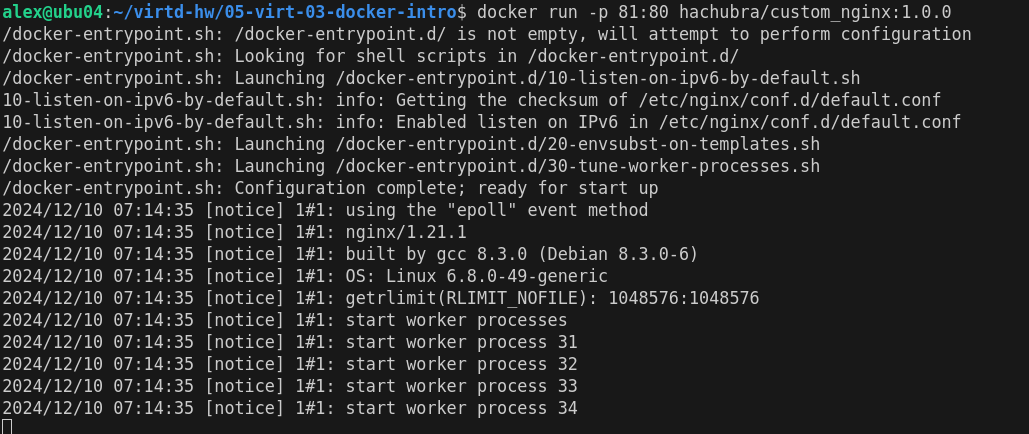 alex@ubu04:~/virtd-hw/05-virt-03-docker-intro$ docker run -p 81:80 hachubra/custom_nginx:1.0.0
/docker-entrypoint.sh: /docker-entrypoint.d/ is not empty, will attempt to perform configuration
/docker-entrypoint.sh: Looking for shell scripts in /docker-entrypoint.d/
/docker-entrypoint.sh: Launching /docker-entrypoint.d/10-listen-on-ipv6-by-default.sh
10-listen-on-ipv6-by-default.sh: info: Getting the checksum of /etc/nginx/conf.d/default.conf
10-listen-on-ipv6-by-default.sh: info: Enabled listen on IPv6 in /etc/nginx/conf.d/default.conf
/docker-entrypoint.sh: Launching /docker-entrypoint.d/20-envsubst-on-templates.sh
/docker-entrypoint.sh: Launching /docker-entrypoint.d/30-tune-worker-processes.sh
/docker-entrypoint.sh: Configuration complete; ready for start up
2024/12/10 07:14:35 [notice] 1#1: using the "epoll" event method
2024/12/10 07:14:35 [notice] 1#1: nginx/1.21.1
2024/12/10 07:14:35 [notice] 1#1: built by gcc 8.3.0 (Debian 8.3.0-6)
2024/12/10 07:14:35 [notice] 1#1: OS: Linux 6.8.0-49-generic
2024/12/10 07:14:35 [notice] 1#1: getrlimit(RLIMIT_NOFILE): 1048576:1048576
2024/12/10 07:14:35 [notice] 1#1: start worker processes
2024/12/10 07:14:35 [notice] 1#1: start worker process 31
2024/12/10 07:14:35 [notice] 1#1: start worker process 32
2024/12/10 07:14:35 [notice] 1#1: start worker process 33
2024/12/10 07:14:35 [notice] 1#1: start worker process 34